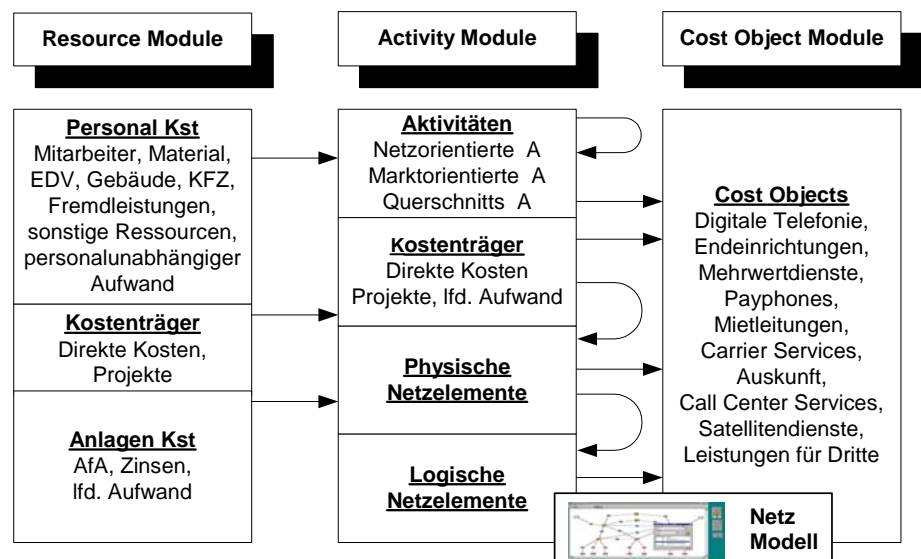 Resource Module
Activity Module
Cost Object Module
Personal Kst
Mitarbeiter, Material,
EDV, Gebäude, KFZ,
Fremdleistungen,
sonstige Ressourcen,
personalunabhängiger
Aufwand
Kostenträger
Direkte Kosten,
Projekte
Anlagen Kst
AfA, Zinsen,
lfd. Aufwand
Aktivitäten
Netzorientierte A
Marktorientierte A
Querschnitts A
Kostenträger
Direkte Kosten
Projekte, lfd. Aufwand
Physische
Netzelemente
Logische
Netzelemente
Cost Objects
Digitale Telefonie,
Endeinrichtungen,
Mehrwertdienste,
Payphones,
Mietleitungen,
Carrier Services,
Auskunft,
Call Center Services,
Satellitendienste,
Leistungen für Dritte
Netz
Modell